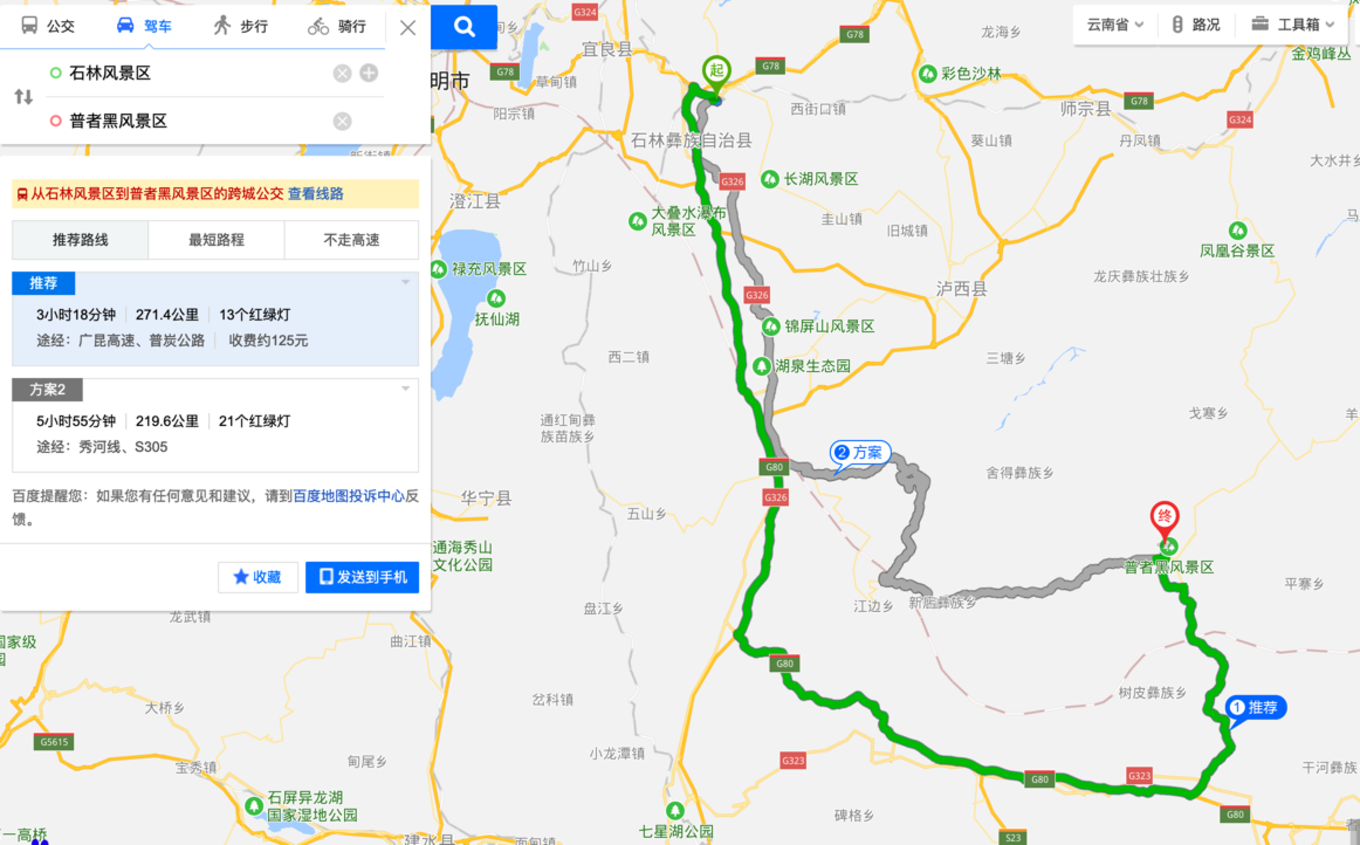 公交
驾车
步行
骑行
石林风景区
普者黑风景区
从石林风景区到普者黑风景区的跨城公交 查看线路
推荐路线
最短路程
不走高速
推荐
3小时18分钟 271.4公里 13个红绿灯
途经：广昆高速、普炭公路 收费约125元
方案2
5小时55分钟 219.6公里 21个红绿灯
途经：秀河线、S305
百度提醒您：如果您有任何意见和建议，请到百度地图投诉中心反
馈。
收藏
发送到手机
云南省
路况
工具箱
G324
宜良县
G78
龙海乡
金鸡峰丛
明市
G78
草甸镇
起
G78
彩色沙林
阳宗镇
西街口镇
师宗县
G78
G324
石林彝族自治县
葵山镇
丹凤镇
大水井乡
G326
长湖风景区
澄江县
大叠水瀑布
风景区
圭山镇
旧城镇
凤凰谷景区
马
禄充风景区
竹山乡
龙庆彝族壮族乡
抚仙湖
G326
泸西县
锦屏山风景区
西二镇
湖泉生态园
三塘乡
通红甸彝
族苗族乡
戈寨乡
羊
2 方案
G80
舍得彝族乡
华宁县
G326
五山乡
终
通海秀山
文化公园
普者黑风景区
平寨乡
盘江乡
江边乡
新店彝族乡
龙武镇
国家级
园
曲江镇
G80
树皮彝族乡
岔科镇
大桥乡
1 推荐
G5615
宝秀镇
甸尾乡
小龙潭镇
G323
G80
G323
干河彝族
石屏异龙湖
国家湿地公园
碑格乡
G80
七星湖公园
一高桥
建水县
面甸镇
S23